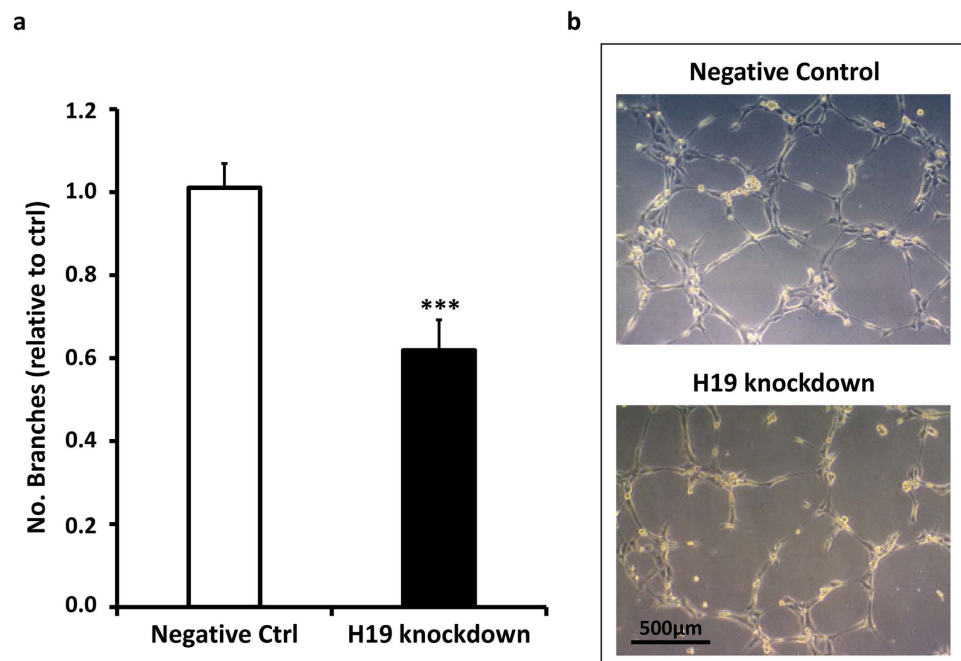 a
No. Branches (relative to ctrl)
1.2
1.0
0.8
0.6
0.4
0.2
0.0
***
Negative Ctrl
H19 knockdown
b
Negative Control
H19 knockdown
500µm